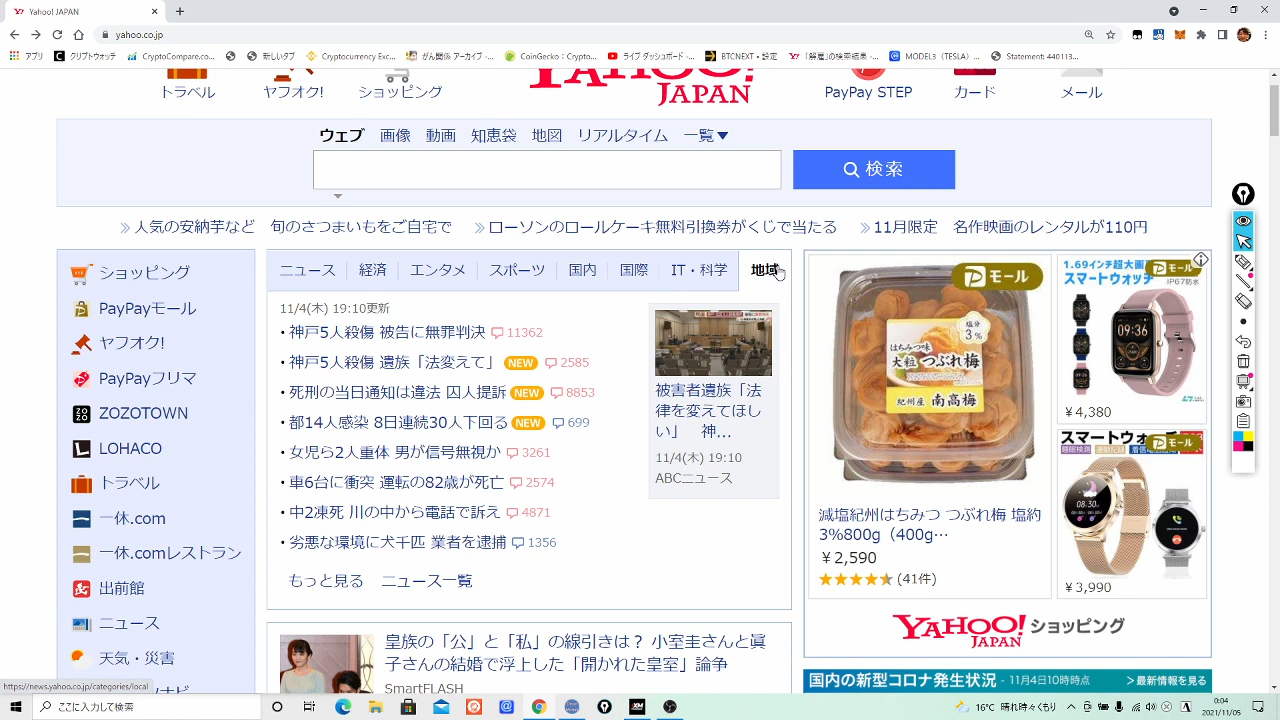 Yahoo! JAPAN
yahoo.co.jp
アプリ
クリプトウォッチ
CryptoCompare.co...
新しいタブ
Cryptocurrency Exc...
がん関係 アーカイブ -...
CoinGecko : Crypto...
ライブ ダッシュボード -...
BTCNEXT • 設定
「解雇」の検索結果 -...
MODEL3（TESLA）...
Statement 440113...
トラベル
ヤフオク!
ショッピング
YAHOO!
JAPAN
PayPay STEP
カード
メール
ウェブ 画像 動画 知恵袋 地図 リアルタイム 一覧▼
検索
人気の安納芋など 旬のさつまいもをご自宅で
ローソンのロールケーキ無料引換券がくじで当たる
11月限定 名作映画のレンタルが110円
ショッピング
PayPayモール
ヤフオク!
PayPayフリマ
ZOZOTOWN
LOHACO
トラベル
一休.com
一休.comレストラン
出前館
ニュース
天気・災害
ニュース 経済 エンタメ スポーツ 国内 国際 IT・科学 地域
11/4(木) 19:10更新
• 神戸5人殺傷 被告に無罪判決 11362
• 神戸5人殺傷 遺族「法変えて」 NEW 2585
• 死刑の当日通知は違法 囚人提訴 NEW 8853
• 都14人感染 8日連続30人下回る NEW 699
• 女児ら2人重体 男が信号無視か 3261
• 車6台に衝突 運転の82歳が死亡 2574
• 中2凍死 川の側から電話で訴え 4871
• 劣悪な環境に犬千匹 業者を逮捕 1356
もっと見る ニュース一覧
被害者遺族「法
律を変えてほし
い」 神...
11/4(木) 19:10
ABCニュース
皇族の「公」と「私」の線引きは？ 小室圭さんと眞
子さんの結婚で浮上した「開かれた皇室」論争
SmartFLASH
モール
塩分
3%
はちみつ味
大粒 つぶれ梅
紀州産 南高梅
減塩紀州はちみつ つぶれ梅 塩約
3%800g（400g…
¥2,590
(41件)
1.69インチ超大画
スマートウォッチ
モール
IP67防水
09:36
¥4,380
スマートウォッチ
モール
08:30
¥3,990
YAHOO!
JAPAN
ショッピング
国内の新型コロナ発生状況 - 11月4日10時時点
>最新情報を見る
https://news.yahoo.co.jp/categories/local
ここに入力して検索
16°C 晴れ時々くもり
0:04
2021/11/05